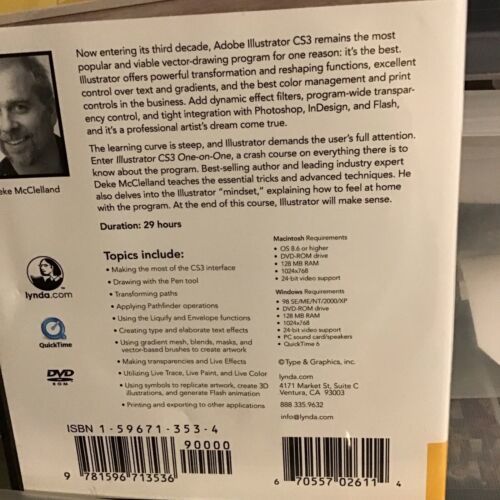 Now entering its third decade, Adobe Illustrator CS3 remains the most
popular and viable vector-drawing program for one reason: it's the best.
Illustrator offers powerful transformation and reshaping functions, excellent
control over text and gradients, and the best color management and print
controls in the business. Add dynamic effect filters, program-wide transpar-
ency control, and tight integration with Photoshop, InDesign, and Flash,
and it's a professional artist's dream come true.
The learning curve is steep, and Illustrator demands the user's full attention.
Enter Illustrator CS3 One-on-One, a crash course on everything there is to
know about the program. Best-selling author and leading industry expert
Deke McClelland teaches the essential tricks and advanced techniques. He
also delves into the Illustrator "mindset," explaining how to feel at home
with the program. At the end of this course, Illustrator will make sense.
Duration: 29 hours
eke McClelland
lynda.com
QuickTime
DVD
ROM
Topics include:
• Making the most of the CS3 interface
• Drawing with the Pen tool
• Transforming paths
• Applying Pathfinder operations
• Using the Liquify and Envelope functions
• Creating type and elaborate text effects
• Using gradient mesh, blends, masks, and
vector-based brushes to create artwork
• Making transparencies and Live Effects
• Utilizing Live Trace, Live Paint, and Live Color
• Using symbols to replicate artwork, create 3D
illustrations, and generate Flash animation
• Printing and exporting to other applications
Macintosh Requirements
• OS 8.6 or higher
• DVD-ROM drive
• 128 MB RAM
• 1024x768
• 24-bit video support
Windows Requirements
• 98 SE/ME/NT/2000/XP
• DVD-ROM drive
• 128 MB RAM
• 1024x768
• 24-bit video support
• PC sound card/speakers
• QuickTime 6
©Type & Graphics, inc.
lynda.com
4171 Market St, Suite C
Ventura, CA 93003
888 335.9632
info@lynda.com
ISBN 1-59671-353-4
90000
9 781596 713536
6 70557 02611 4